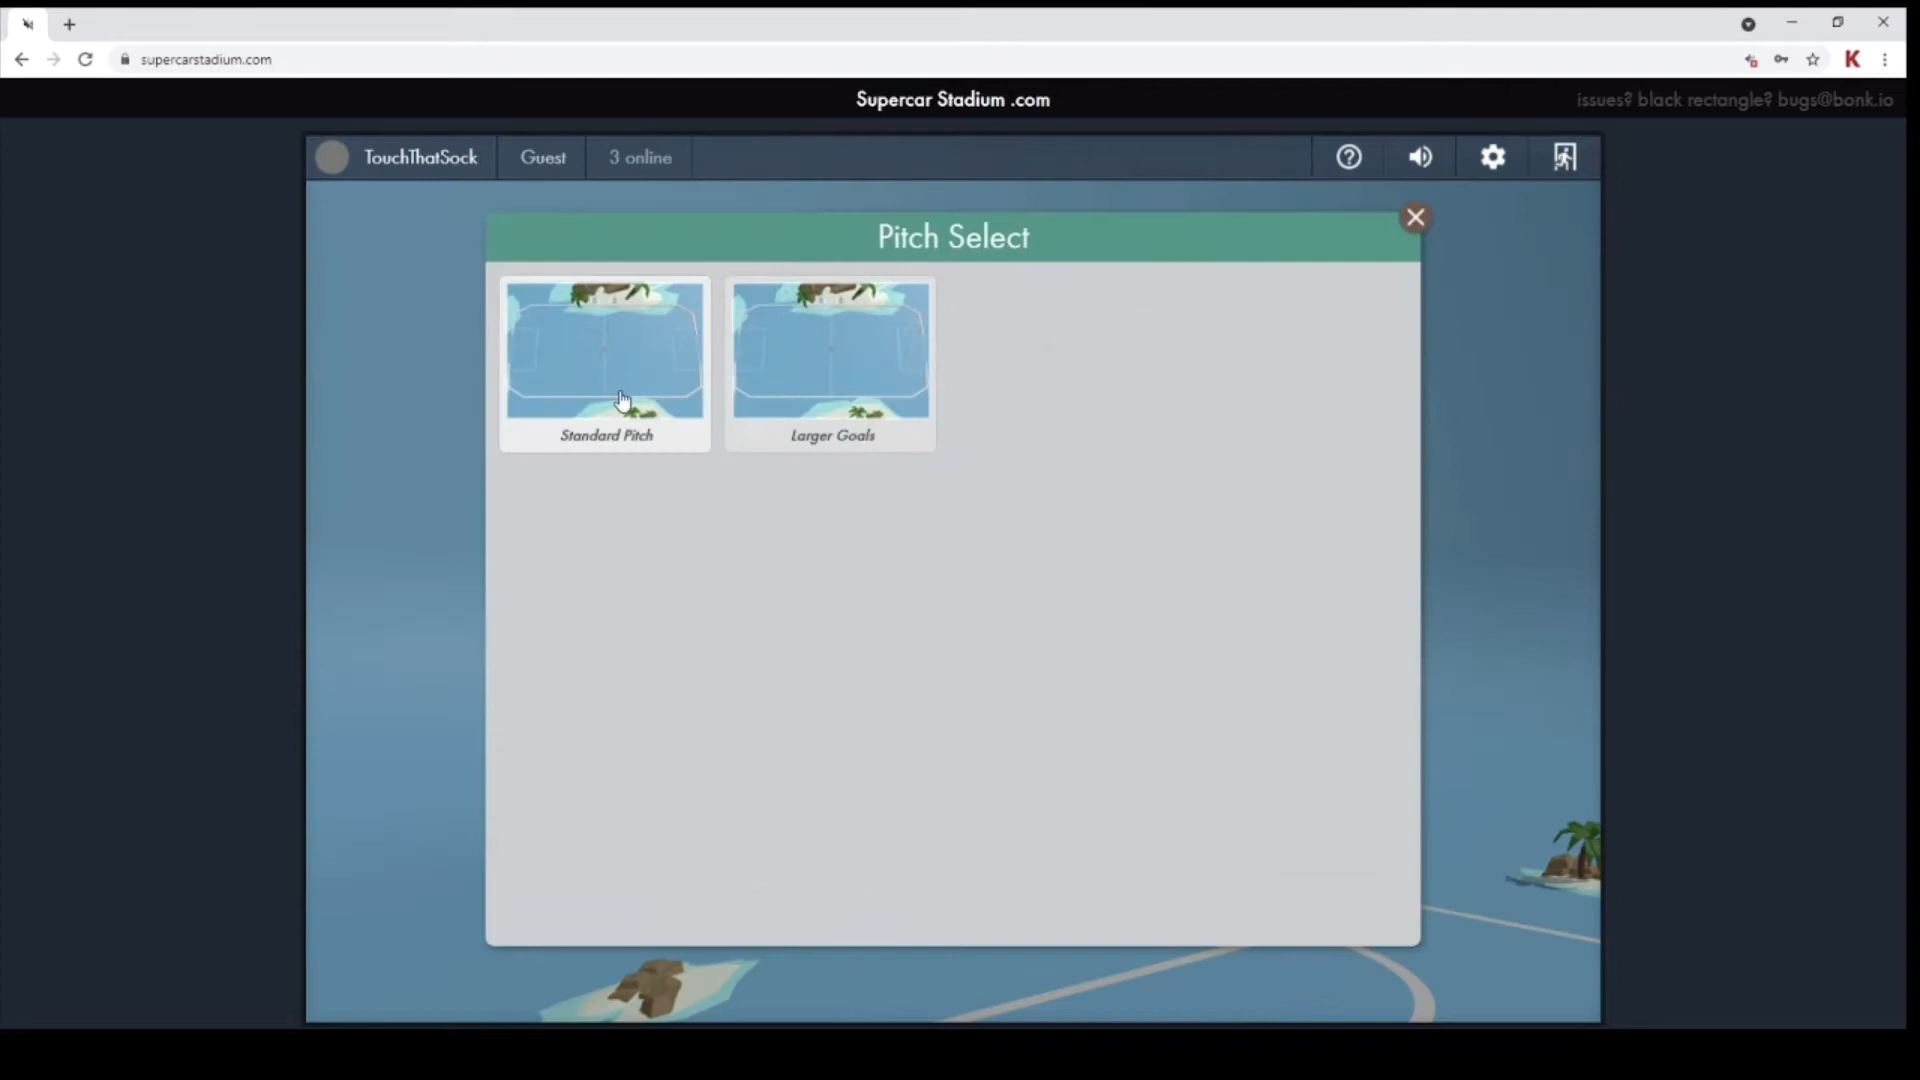 supercarstadium.com
K
Supercar Stadium .com
issues? black rectangle? bugs@bonk.io
TouchThatSock
Guest
3 online
Pitch Select
Standard Pitch
Larger Goals